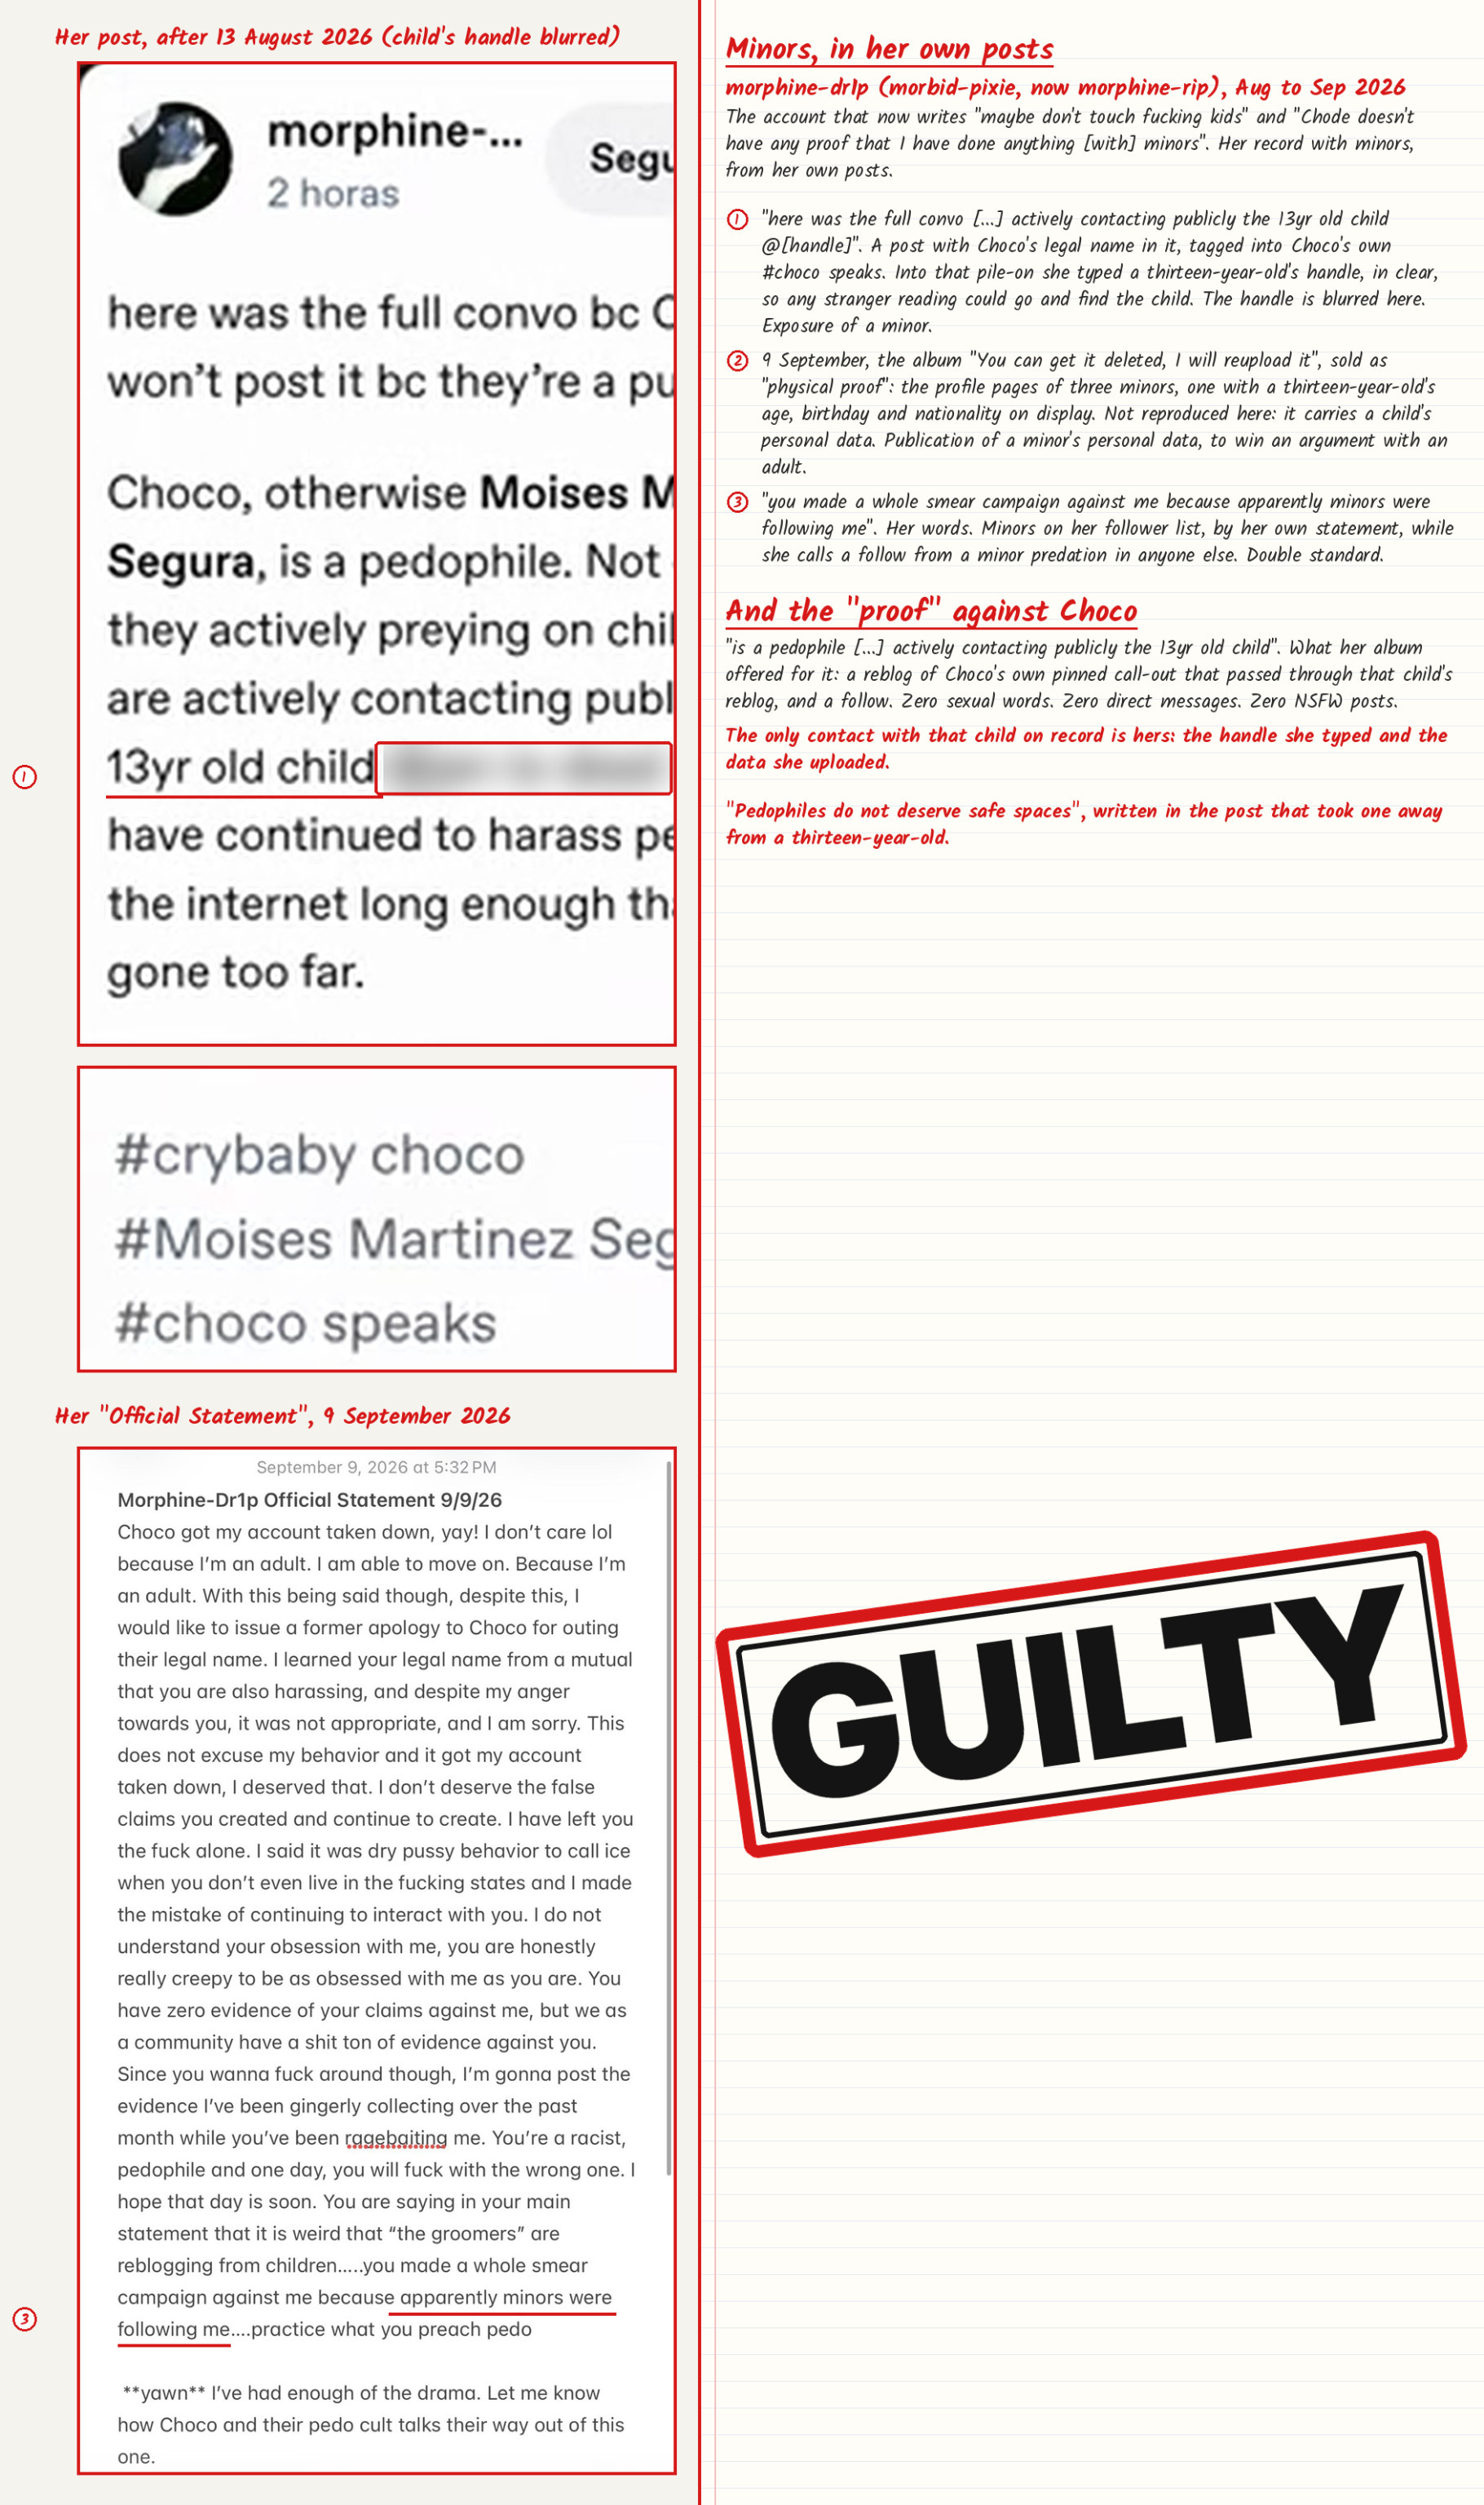 Her post, after 13 August 2026 (child's handle blurred)
morphine-...
Segu
2 horas
here was the full convo bc C
won't post it bc they're a pu
Choco, otherwise Moises M
Segura, is a pedophile. Not
they actively preying on chil
are actively contacting publ
13yr old child
have continued to harass pe
the internet long enough tha
gone too far.
1
#crybaby choco
#Moises Martinez Seg
#choco speaks
Her "Official Statement", 9 September 2026
September 9, 2026 at 5:32 PM
Morphine-Dr1p Official Statement 9/9/26
Choco got my account taken down, yay! I don't care lol
because I'm an adult. I am able to move on. Because I'm
an adult. With this being said though, despite this, I
would like to issue a former apology to Choco for outing
their legal name. I learned your legal name from a mutual
that you are also harassing, and despite my anger
towards you, it was not appropriate, and I am sorry. This
does not excuse my behavior and it got my account
taken down, I deserved that. I don't deserve the false
claims you created and continue to create. I have left you
the fuck alone. I said it was dry pussy behavior to call ice
when you don't even live in the fucking states and I made
the mistake of continuing to interact with you. I do not
understand your obsession with me, you are honestly
really creepy to be as obsessed with me as you are. You
have zero evidence of your claims against me, but we as
a community have a shit ton of evidence against you.
Since you wanna fuck around though, I'm gonna post the
evidence I've been gingerly collecting over the past
month while you've been ragebaiting me. You're a racist,
pedophile and one day, you will fuck with the wrong one. I
hope that day is soon. You are saying in your main
statement that it is weird that "the groomers" are
reblogging from children.....you made a whole smear
campaign against me because apparently minors were
following me....practice what you preach pedo
3
**yawn** I've had enough of the drama. Let me know
how Choco and their pedo cult talks their way out of this
one.
Minors, in her own posts
morphine-dr1p (morbid-pixie, now morphine-rip), Aug to Sep 2026
The account that now writes "maybe don't touch fucking kids" and "Chode doesn't
have any proof that I have done anything [with] minors". Her record with minors,
from her own posts.
1 "here was the full convo [...] actively contacting publicly the 13yr old child
@[handle]". A post with Choco's legal name in it, tagged into Choco's own
#choco speaks. Into that pile-on she typed a thirteen-year-old's handle, in clear,
so any stranger reading could go and find the child. The handle is blurred here.
Exposure of a minor.
2 9 September, the album "You can get it deleted, I will reupload it", sold as
"physical proof": the profile pages of three minors, one with a thirteen-year-old's
age, birthday and nationality on display. Not reproduced here: it carries a child's
personal data. Publication of a minor's personal data, to win an argument with an
adult.
3 "you made a whole smear campaign against me because apparently minors were
following me". Her words. Minors on her follower list, by her own statement, while
she calls a follow from a minor predation in anyone else. Double standard.
And the "proof" against Choco
"is a pedophile [...] actively contacting publicly the 13yr old child". What her album
offered for it: a reblog of Choco's own pinned call-out that passed through that child's
reblog, and a follow. Zero sexual words. Zero direct messages. Zero NSFW posts.
The only contact with that child on record is hers: the handle she typed and the
data she uploaded.
"Pedophiles do not deserve safe spaces", written in the post that took one away
from a thirteen-year-old.
GUILTY